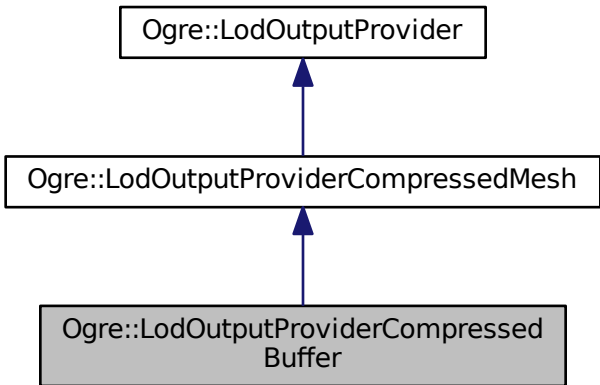 Ogre::LodOutputProvider
Ogre::LodOutputProviderCompressedMesh
Ogre::LodOutputProviderCompressed
Buffer